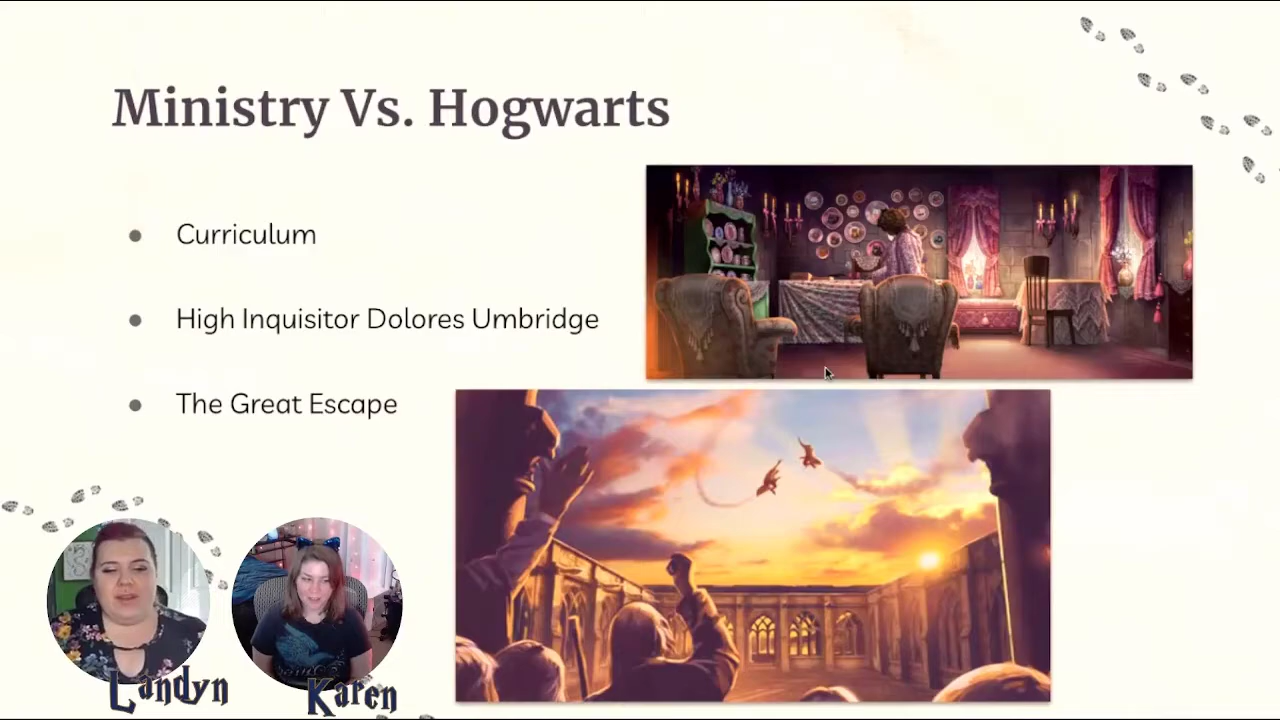 Ministry Vs. Hogwarts
Curriculum
High Inquisitor Dolores Umbridge
The Great Escape
Landyn
Karen